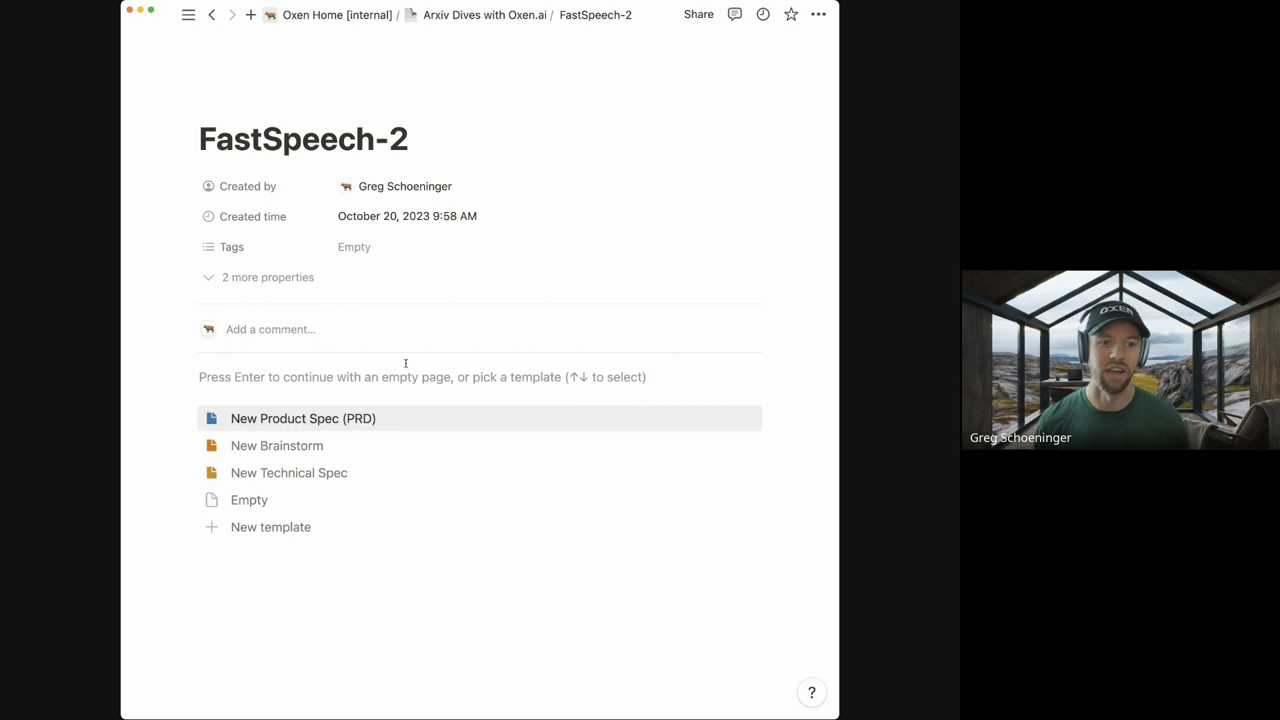 Oxen Home [internal] / Arxiv Dives with Oxen.ai / FastSpeech-2
Share
FastSpeech-2
Created by Greg Schoeninger
Created time October 20, 2023 9:58 AM
Tags Empty
2 more properties
Add a comment...
Press Enter to continue with an empty page, or pick a template (↑↓ to select)
New Product Spec (PRD)
New Brainstorm
New Technical Spec
Empty
New template
?
OXEN
Greg Schoeninger